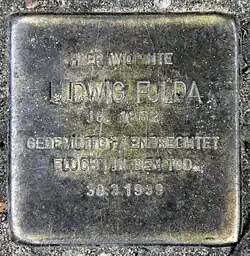 HIER WOHNTE
LUDWIG FULDA
JG. 1862
GEDEMÜTIGT / ENTRECHTET
FLUCHT IN DEN TOD
30.3.1939